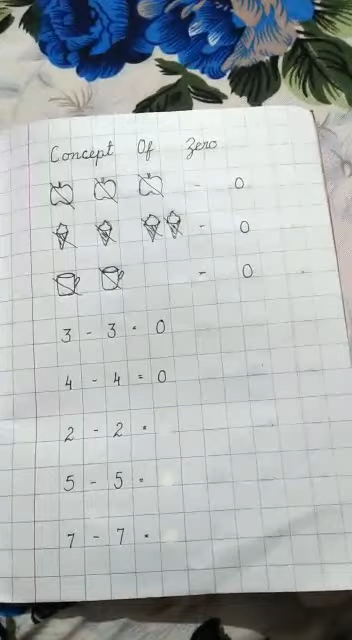 Concept Of Zero
- 0
- 0
- 0
3 - 3 = 0
4 - 4 = 0
2 - 2 =
5 - 5 =
7 - 7 =